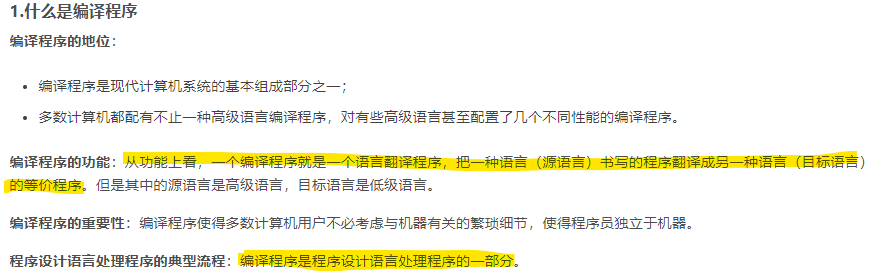 1.什么是编译程序
编译程序的地位：
• 编译程序是现代计算机系统的基本组成部分之一；
• 多数计算机都配有不止一种高级语言编译程序，对有些高级语言甚至配置了几个不同性能的编译程序。
编译程序的功能：从功能上看，一个编译程序就是一个语言翻译程序，把一种语言（源语言）书写的程序翻译成另一种语言（目标语言）
的等价程序。但是其中的源语言是高级语言，目标语言是低级语言。
编译程序的重要性：编译程序使得多数计算机用户不必考虑与机器有关的繁琐细节，使得程序员独立于机器。
程序设计语言处理程序的典型流程：编译程序是程序设计语言处理程序的一部分。